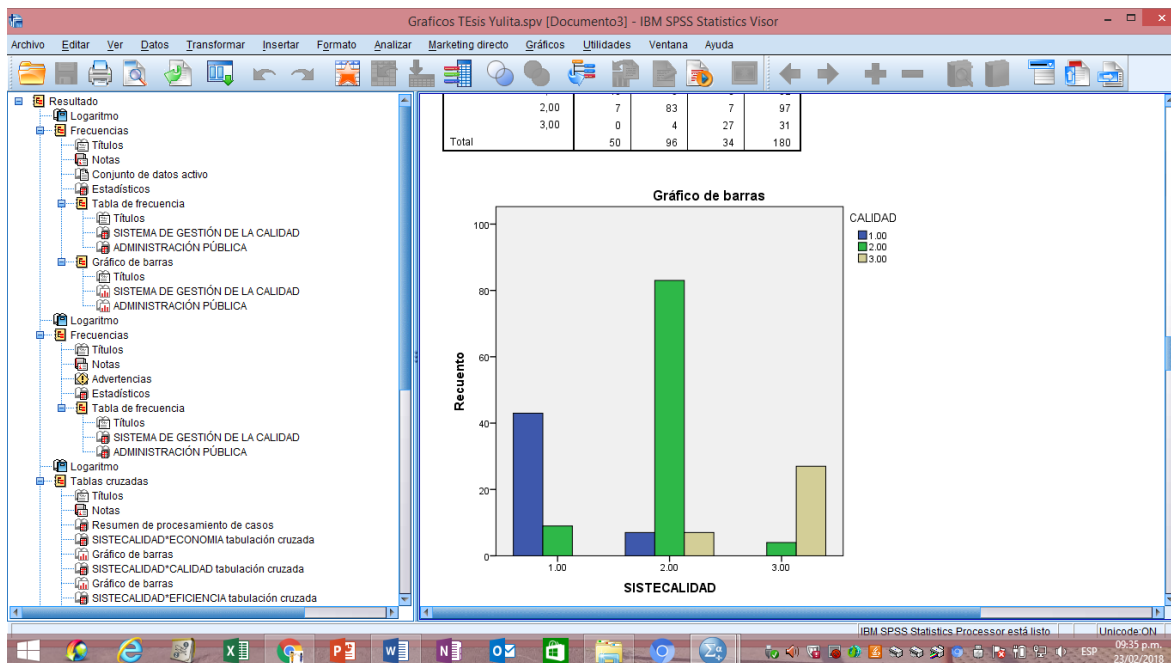 Graficos TEsis Yulita.spv [Documento3] - IBM SPSS Statistics Visor
Archivo Editar Ver Datos Transformar Insertar Formato Analizar Marketing directo Gráficos Utilidades Ventana Ayuda
Resultado
Logaritmo
Frecuencias
Títulos
Notas
Conjunto de datos activo
Estadísticos
Tabla de frecuencia
Títulos
SISTEMA DE GESTIÓN DE LA CALIDAD
ADMINISTRACIÓN PÚBLICA
Gráfico de barras
Títulos
SISTEMA DE GESTIÓN DE LA CALIDAD
ADMINISTRACIÓN PÚBLICA
Logaritmo
Frecuencias
Títulos
Notas
Advertencias
Estadísticos
Tabla de frecuencia
Títulos
SISTEMA DE GESTIÓN DE LA CALIDAD
ADMINISTRACIÓN PÚBLICA
Logaritmo
Tablas cruzadas
Títulos
Notas
Resumen de procesamiento de casos
SISTECALIDAD*ECONOMIA tabulación cruzada
Gráfico de barras
SISTECALIDAD*CALIDAD tabulación cruzada
Gráfico de barras
SISTECALIDAD*EFICIENCIA tabulación cruzada
2,00 7 83 7 97
3,00 0 4 27 31
Total 50 96 34 180
Gráfico de barras
CALIDAD
1.00
2.00
3.00
100
80
60
40
20
0
Recuento
1.00 2.00 3.00
SISTECALIDAD
IBM SPSS Statistics Processor está listo Unicode:ON
ESP 09:35 p.m.
23/02/2018